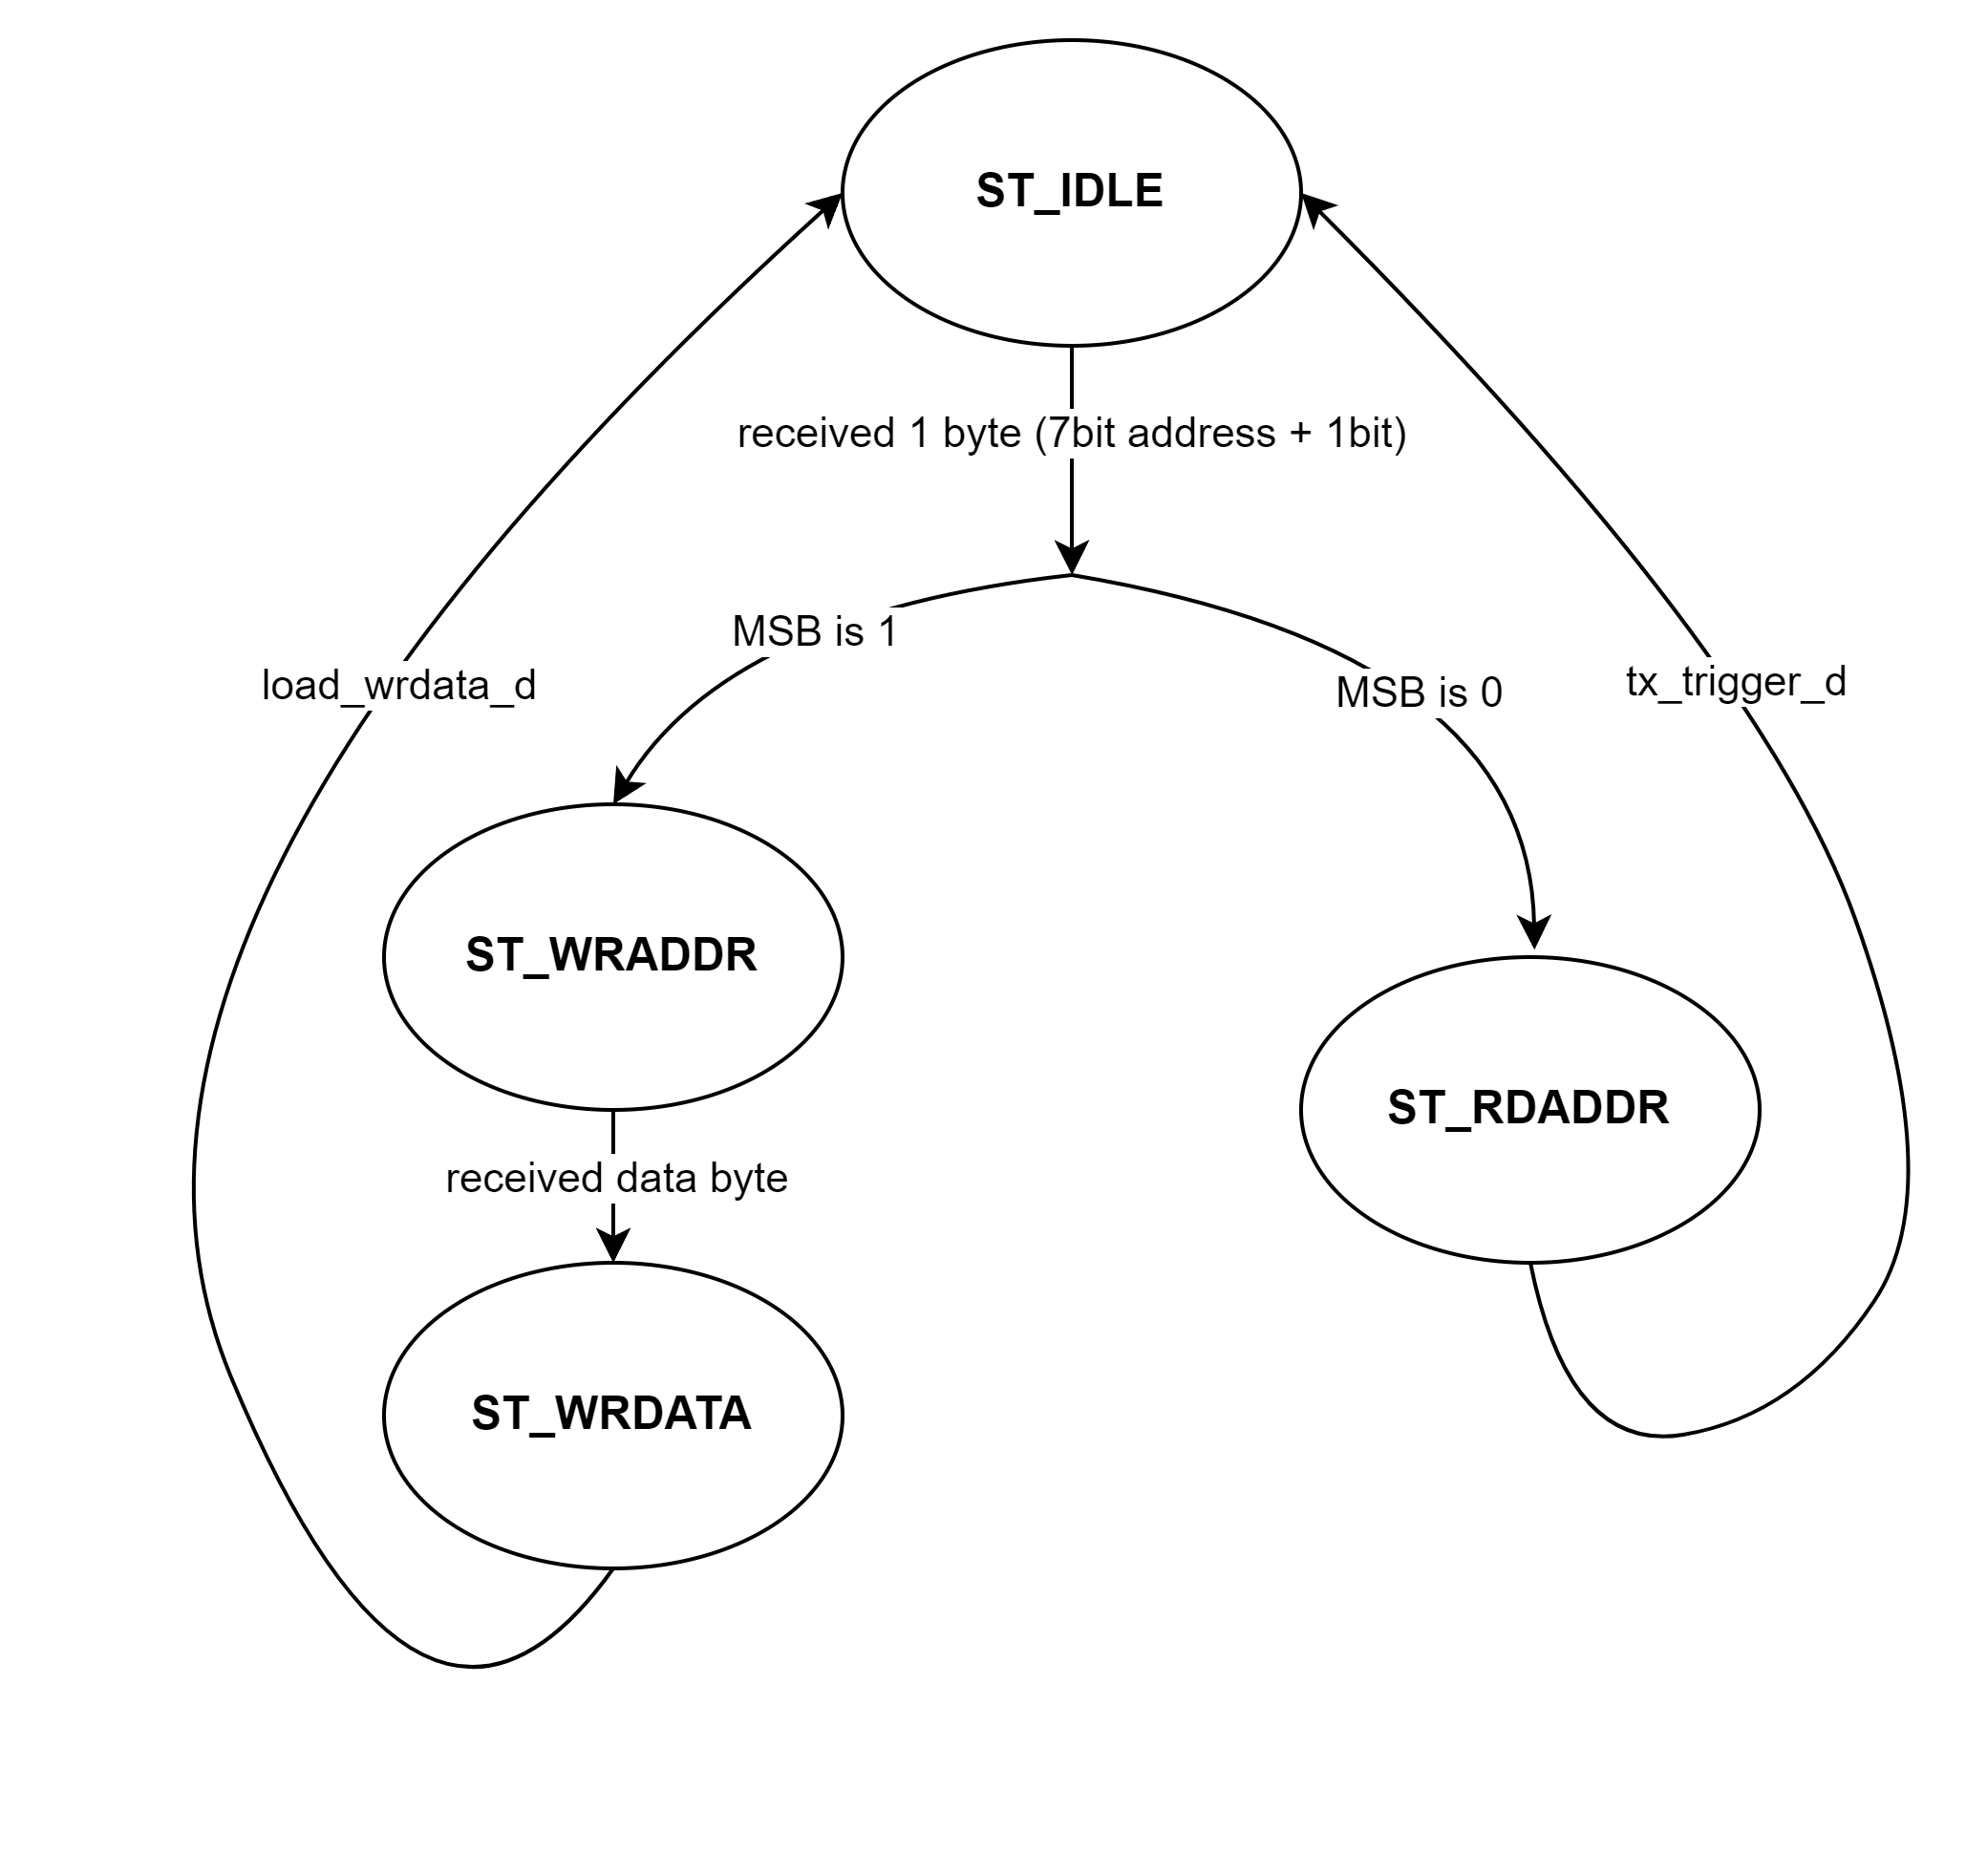 ST_IDLE
received 1 byte (7bit address + 1bit)
MSB is 1
load_wrdata_d
MSB is 0
tx_trigger_d
ST_WRADDR
ST_RDADDR
received data byte
ST_WRDATA